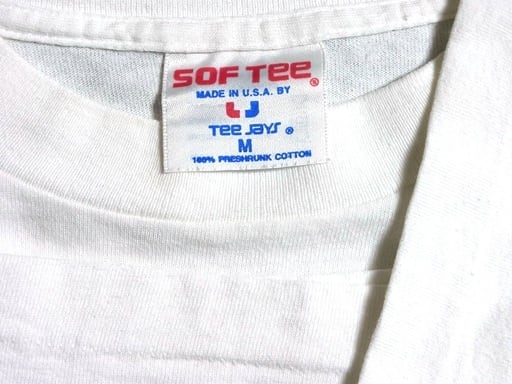 SOF TEE ®
MADE IN U.S.A. BY
TEE JAYS ®
M
100% PRESHRUNK COTTON